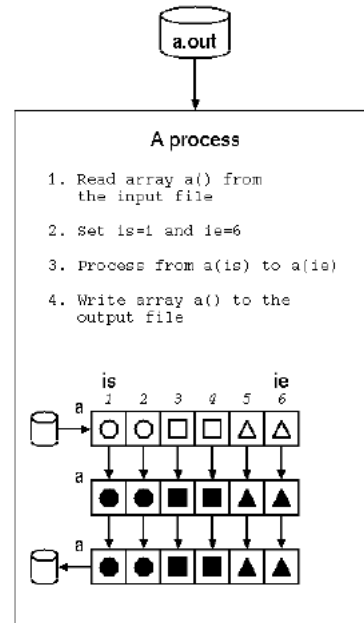 a.out
A process
1. Read array a() from
the input file
2. Set is=1 and ie=6
3. Process from a(is) to a(ie)
4. Write array a() to the
output file
is ie
1 2 3 4 5 6
a
a
a